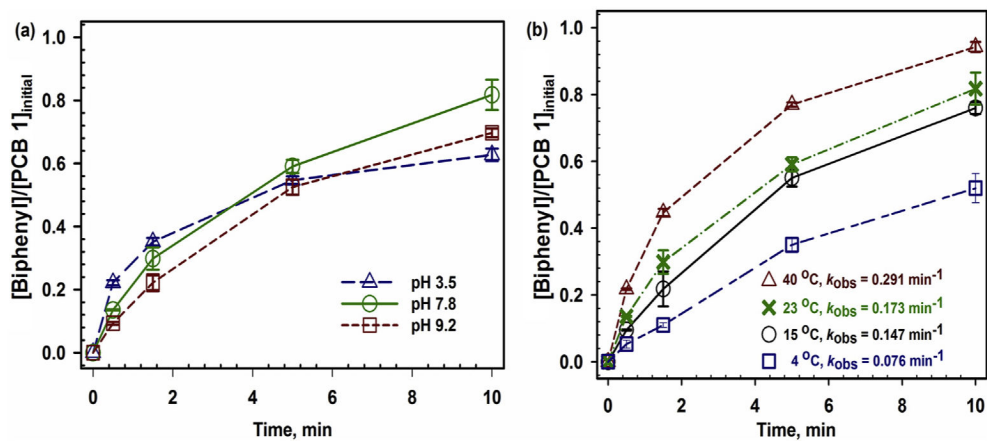 (a)
1.0
0.8
0.6
0.4
0.2
0.0
[Biphenyl]/[PCB 1]initial
pH 3.5
pH 7.8
pH 9.2
0 2 4 6 8 10
Time, min
(b)
1.0
0.8
0.6
0.4
0.2
0.0
[Biphenyl]/[PCB 1]initial
40 °C, kobs = 0.291 min-1
23 °C, kobs = 0.173 min-1
15 °C, kobs = 0.147 min-1
4 °C, kobs = 0.076 min-1
0 2 4 6 8 10
Time, min